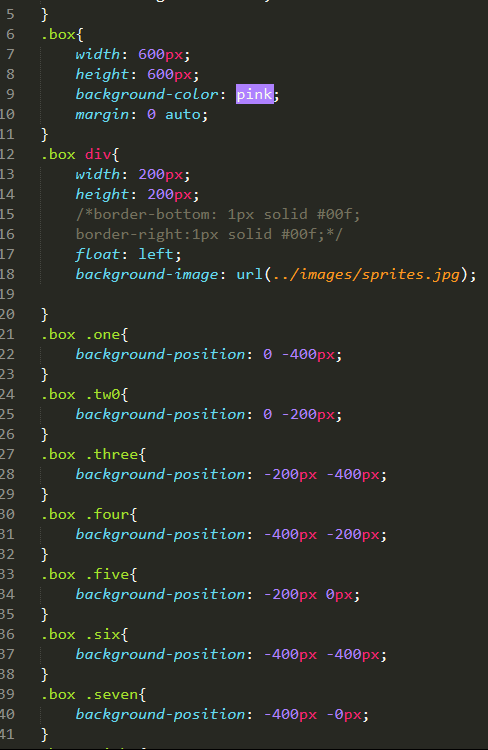 5 }
6 .box{
7 width: 600px;
8 height: 600px;
9 background-color: pink;
10 margin: 0 auto;
11 }
12 .box div{
13 width: 200px;
14 height: 200px;
15 /*border-bottom: 1px solid #00f;
16 border-right:1px solid #00f;*/
17 float: left;
18 background-image: url(../images/sprites.jpg);
19
20 }
21 .box .one{
22 background-position: 0 -400px;
23 }
24 .box .tw0{
25 background-position: 0 -200px;
26 }
27 .box .three{
28 background-position: -200px -400px;
29 }
30 .box .four{
31 background-position: -400px -200px;
32 }
33 .box .five{
34 background-position: -200px 0px;
35 }
36 .box .six{
37 background-position: -400px -400px;
38 }
39 .box .seven{
40 background-position: -400px -0px;
41 }